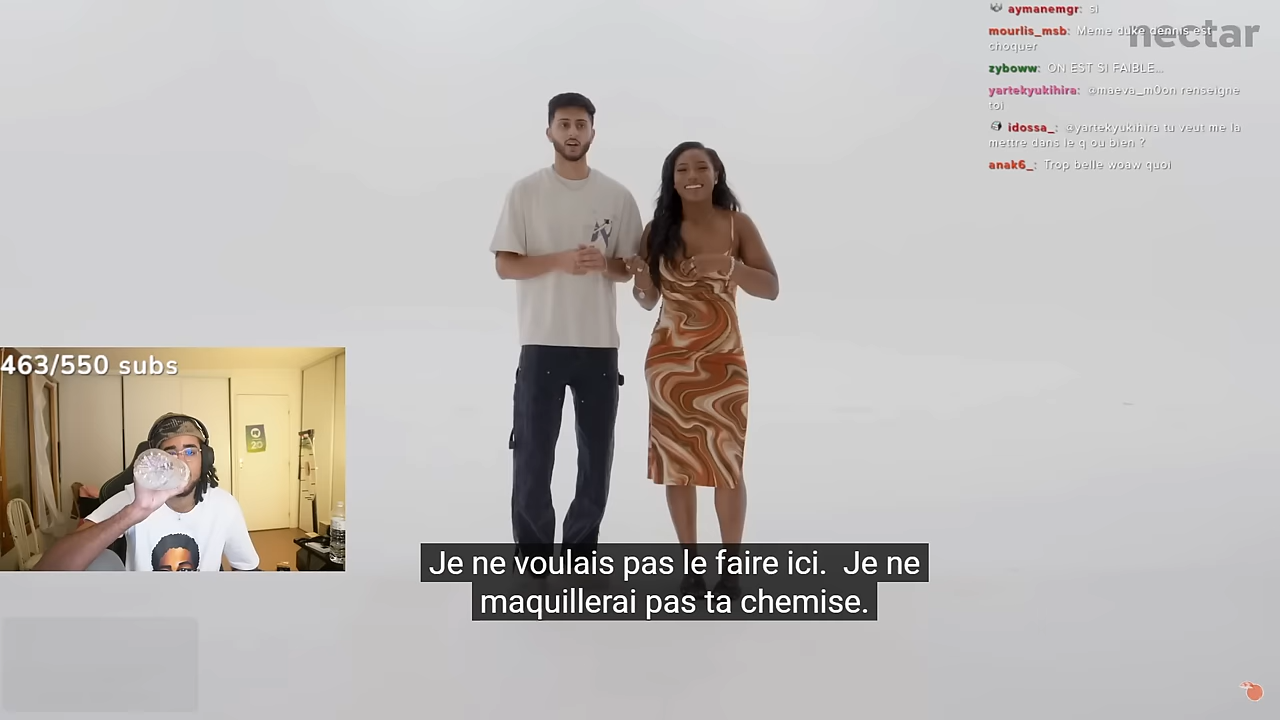 aymanemgr: si
nectar
mourlis_msb: Meme duke dennis est
choquer
zyboww: ON EST SI FAIBLE...
yartekyukihira: @maeva_m0on renseigne
toi
idossa_: @yartekyukihira tu veut me la
mettre dans le q ou bien ?
anak6_: Trop belle woaw quoi
463/550 subs
20
Je ne voulais pas le faire ici. Je ne
maquillerai pas ta chemise.